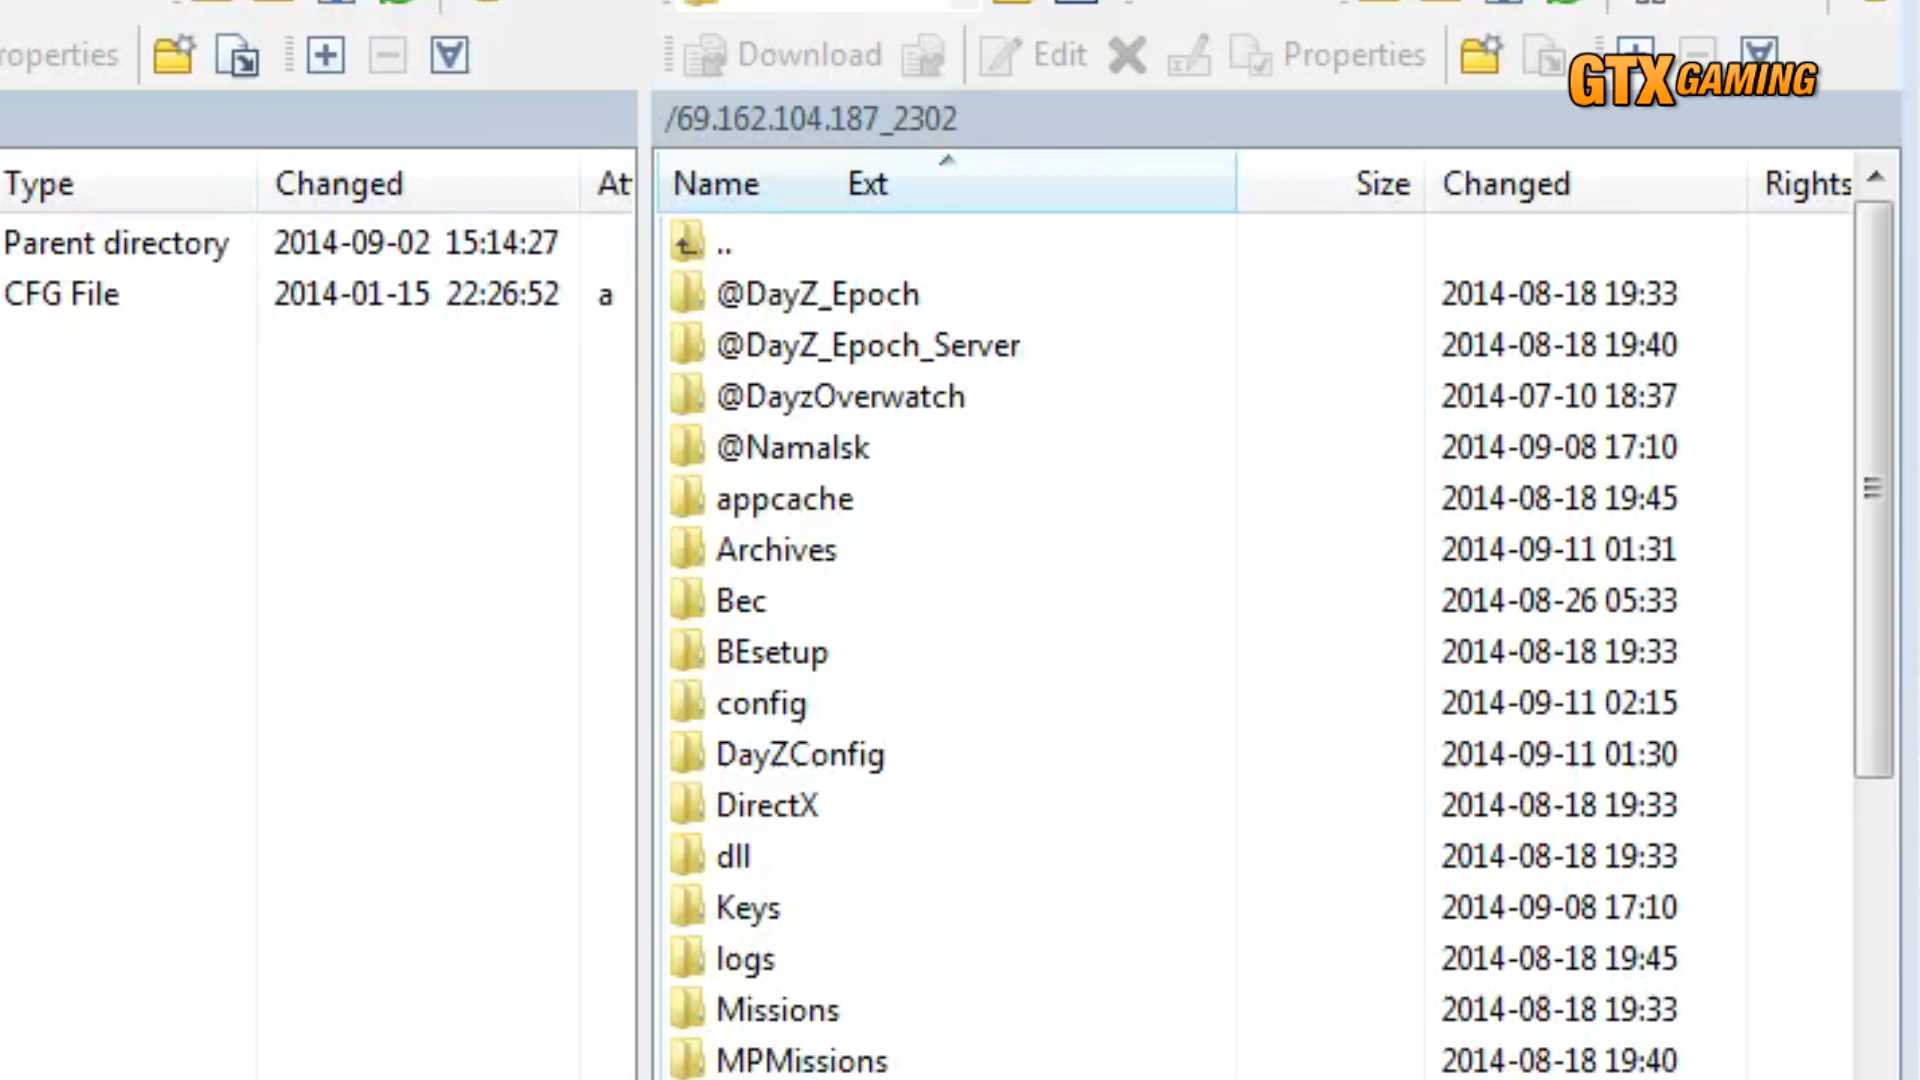 roperties
Download
Edit
Properties
GTX GAMING
/69.162.104.187_2302
Type Changed At
Parent directory 2014-09-02 15:14:27
CFG File 2014-01-15 22:26:52 a
Name Ext Size Changed Rights
..
@DayZ_Epoch 2014-08-18 19:33
@DayZ_Epoch_Server 2014-08-18 19:40
@DayzOverwatch 2014-07-10 18:37
@Namalsk 2014-09-08 17:10
appcache 2014-08-18 19:45
Archives 2014-09-11 01:31
Bec 2014-08-26 05:33
BEsetup 2014-08-18 19:33
config 2014-09-11 02:15
DayZConfig 2014-09-11 01:30
DirectX 2014-08-18 19:33
dll 2014-08-18 19:33
Keys 2014-09-08 17:10
logs 2014-08-18 19:45
Missions 2014-08-18 19:33
MPMissions 2014-08-18 19:40